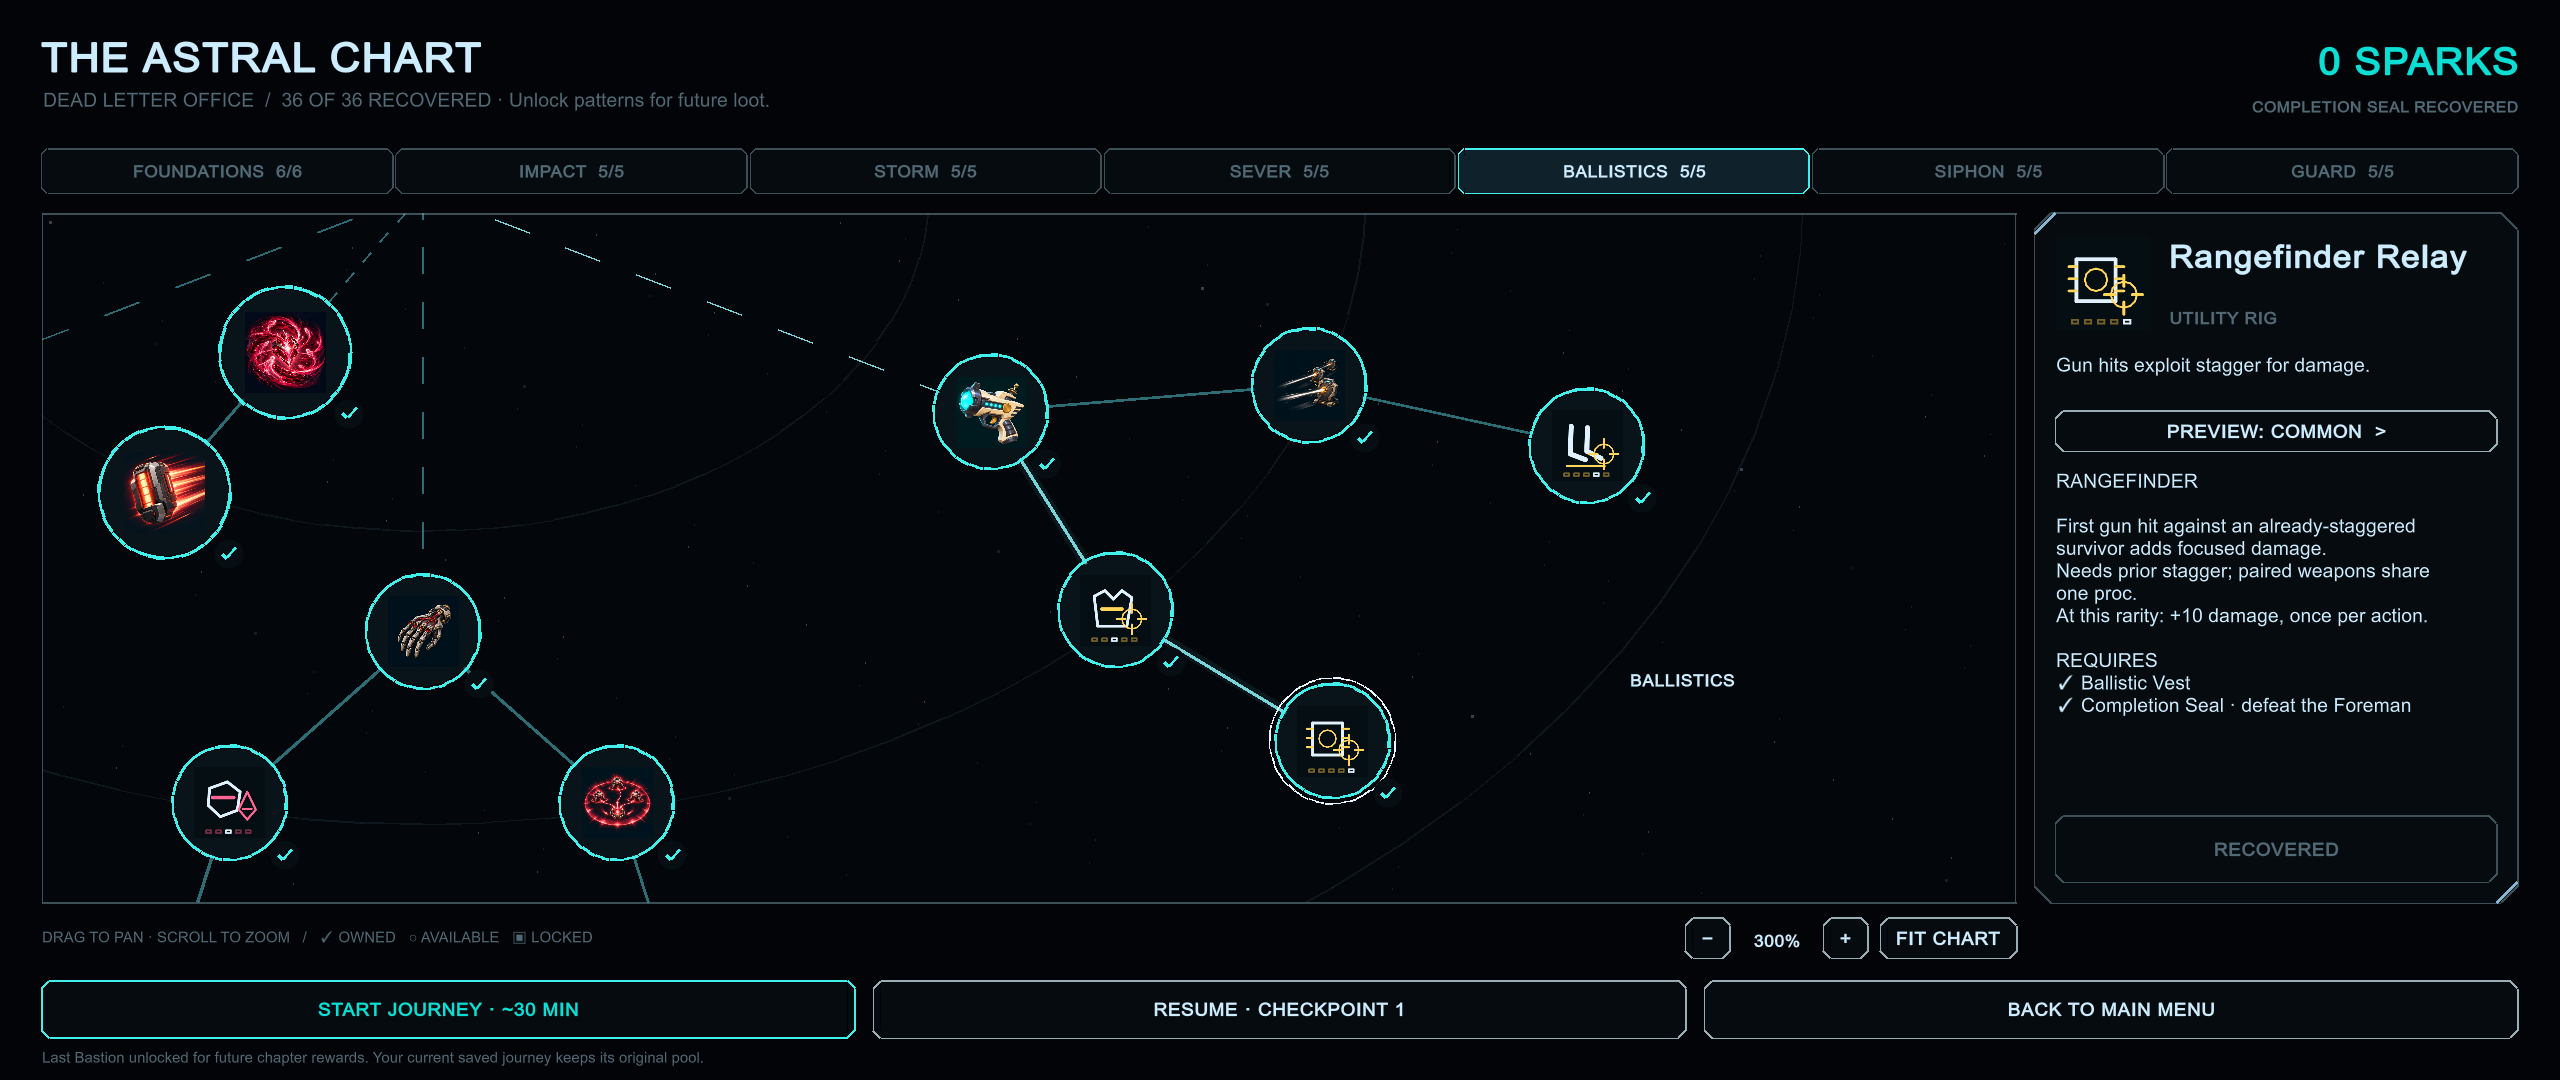 THE ASTRAL CHART
0 SPARKS
DEAD LETTER OFFICE / 36 OF 36 RECOVERED · Unlock patterns for future loot.
COMPLETION SEAL RECOVERED
FOUNDATIONS 6/6
IMPACT 5/5
STORM 5/5
SEVER 5/5
BALLISTICS 5/5
SIPHON 5/5
GUARD 5/5
BALLISTICS
Rangefinder Relay
UTILITY RIG
Gun hits exploit stagger for damage.
PREVIEW: COMMON >
RANGEFINDER
First gun hit against an already-staggered
survivor adds focused damage.
Needs prior stagger; paired weapons share
one proc.
At this rarity: +10 damage, once per action.
REQUIRES
✓ Ballistic Vest
✓ Completion Seal · defeat the Foreman
RECOVERED
DRAG TO PAN · SCROLL TO ZOOM / ✓ OWNED ○ AVAILABLE ▣ LOCKED
− 300% + FIT CHART
START JOURNEY · ~30 MIN
RESUME · CHECKPOINT 1
BACK TO MAIN MENU
Last Bastion unlocked for future chapter rewards. Your current saved journey keeps its original pool.